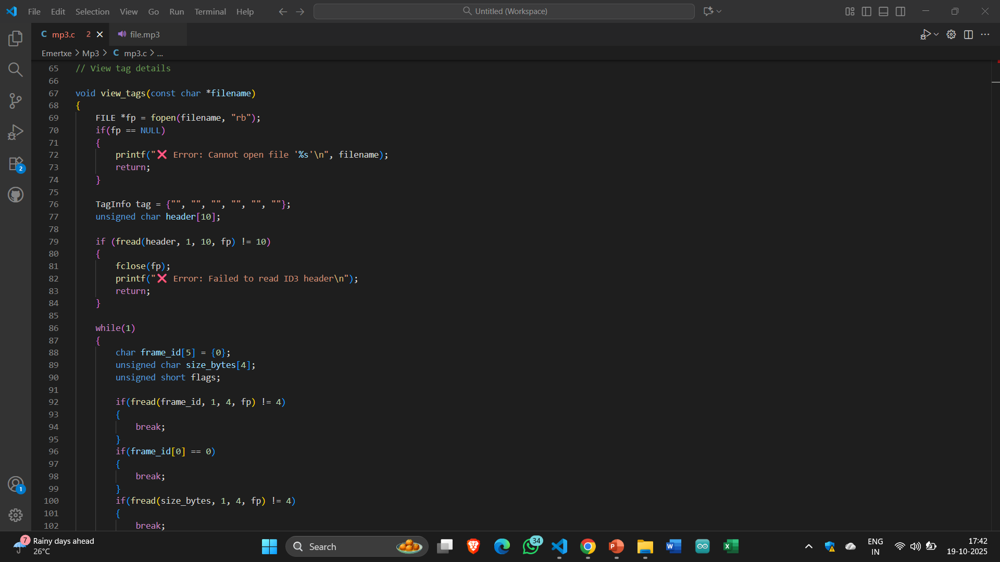 File Edit Selection View Go Run Terminal Help
Untitled (Workspace)
mp3.c 2
file.mp3
Emertxe > Mp3 > C mp3.c > ...
65 // View tag details
66
67 void view_tags(const char *filename)
68 {
69 FILE *fp = fopen(filename, "rb");
70 if(fp == NULL)
71 {
72 printf("❌ Error: Cannot open file '%s'\n", filename);
73 return;
74 }
75
76 TagInfo tag = {"", "", "", "", "", ""};
77 unsigned char header[10];
78
79 if (fread(header, 1, 10, fp) != 10)
80 {
81 fclose(fp);
82 printf("❌ Error: Failed to read ID3 header\n");
83 return;
84 }
85
86 while(1)
87 {
88 char frame_id[5] = {0};
89 unsigned char size_bytes[4];
90 unsigned short flags;
91
92 if(fread(frame_id, 1, 4, fp) != 4)
93 {
94 break;
95 }
96 if(frame_id[0] == 0)
97 {
98 break;
99 }
100 if(fread(size_bytes, 1, 4, fp) != 4)
101 {
102 break;
2
1
7
Rainy days ahead
26°C
Search
34
ENG
IN
17:42
19-10-2025